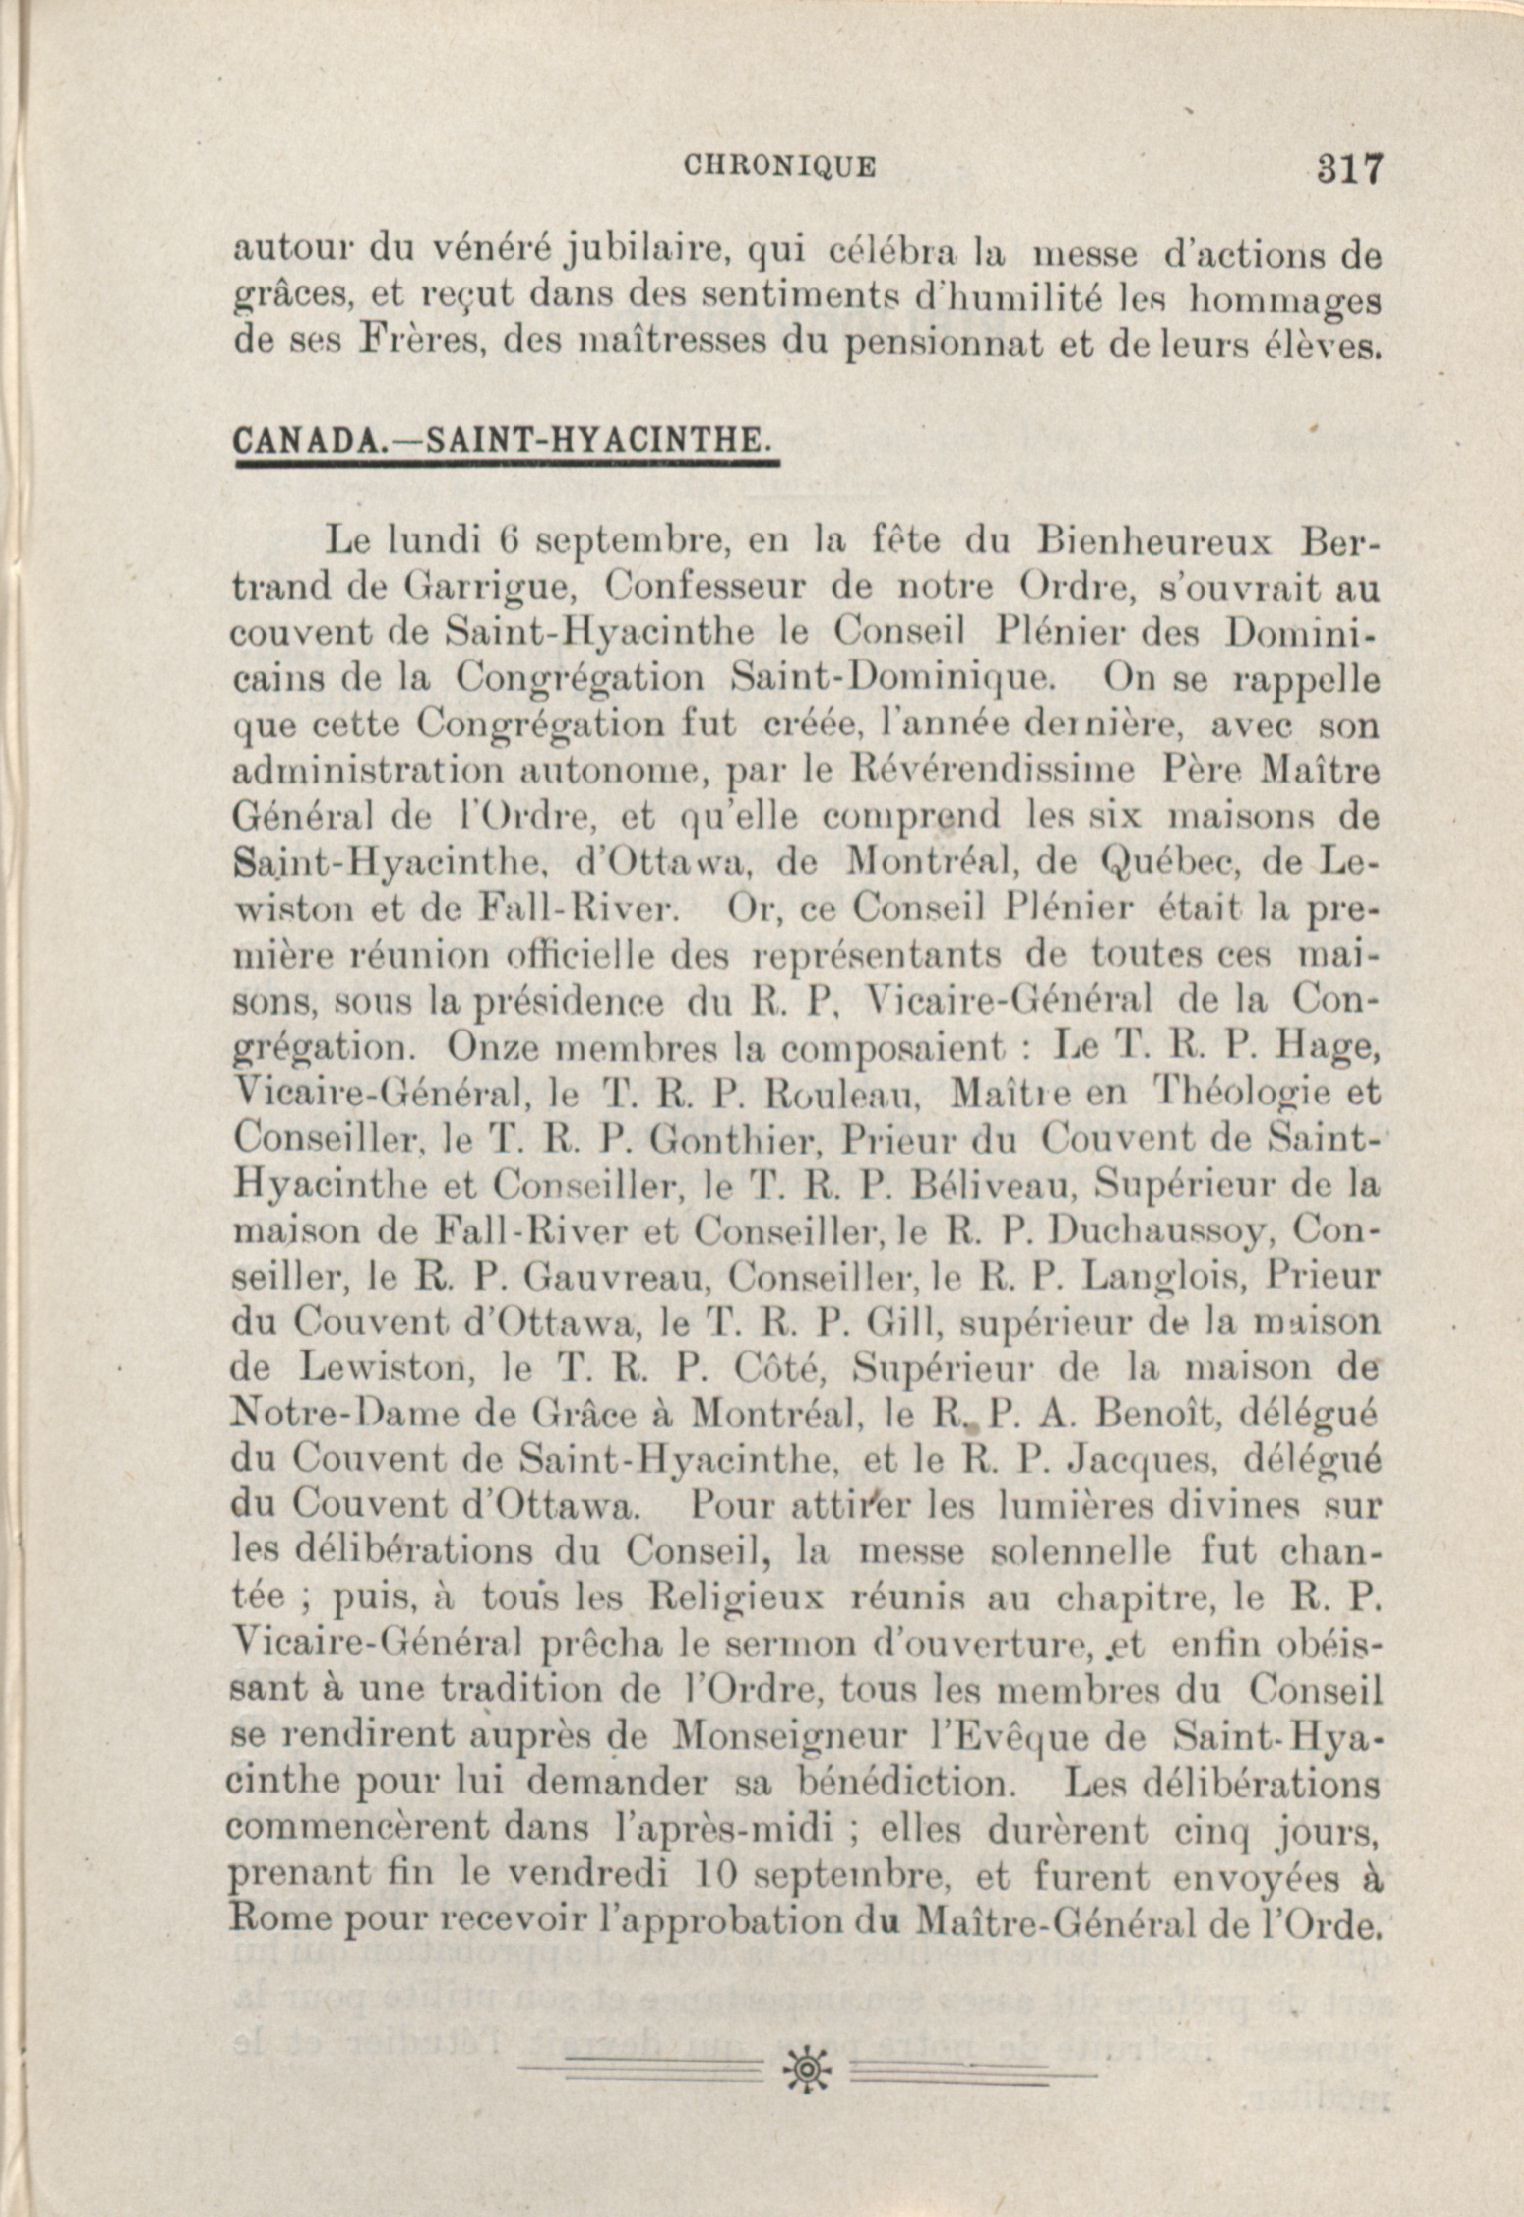 CHRONIQUE 317
autour du vénéré jubilaire, qui célébra la messe d'actions de
grâces, et reçut dans des sentiments d'humilité les hommages
de ses Frères, des maîtresses du pensionnat et de leurs élèves.
CANADA.—SAINT-HYACINTHE.
Le lundi 6 septembre, en la fête du Bienheureux Ber-
trand de Garrigue, Confesseur de notre Ordre, s'ouvrait au
couvent de Saint-Hyacinthe le Conseil Plénier des Domini-
cains de la Congrégation Saint-Dominique. On se rappelle
que cette Congrégation fut créée, l'année dernière, avec son
administration autonome, par le Révérendissime Père Maître
Général de l'Ordre, et qu'elle comprend les six maisons de
Saint-Hyacinthe, d'Ottawa, de Montréal, de Québec, de Le-
wiston et de Fall-River. Or, ce Conseil Plénier était la pre-
mière réunion officielle des représentants de toutes ces mai-
sons, sous la présidence du R. P. Vicaire-Général de la Con-
grégation. Onze membres la composaient : Le T. R. P. Hage,
Vicaire-Général, le T. R. P. Rouleau, Maître en Théologie et
Conseiller, le T. R. P. Gonthier, Prieur du Couvent de Saint-
Hyacinthe et Conseiller, le T. R. P. Béliveau, Supérieur de la
maison de Fall-River et Conseiller, le R. P. Duchaussoy, Con-
seiller, le R. P. Gauvreau, Conseiller, le R. P. Langlois, Prieur
du Couvent d'Ottawa, le T. R. P. Gill, supérieur de la maison
de Lewiston, le T. R. P. Côté, Supérieur de la maison de
Notre-Dame de Grâce à Montréal, le R. P. A. Benoît, délégué
du Couvent de Saint-Hyacinthe, et le R. P. Jacques, délégué
du Couvent d'Ottawa. Pour attirer les lumières divines sur
les délibérations du Conseil, la messe solennelle fut chan-
tée ; puis, à tous les Religieux réunis au chapitre, le R. P.
Vicaire-Général prêcha le sermon d'ouverture, et enfin obéis-
sant à une tradition de l'Ordre, tous les membres du Conseil
se rendirent auprès de Monseigneur l'Evêque de Saint-Hya-
cinthe pour lui demander sa bénédiction. Les délibérations
commencèrent dans l'après-midi ; elles durèrent cinq jours,
prenant fin le vendredi 10 septembre, et furent envoyées à
Rome pour recevoir l'approbation du Maître-Général de l'Orde.